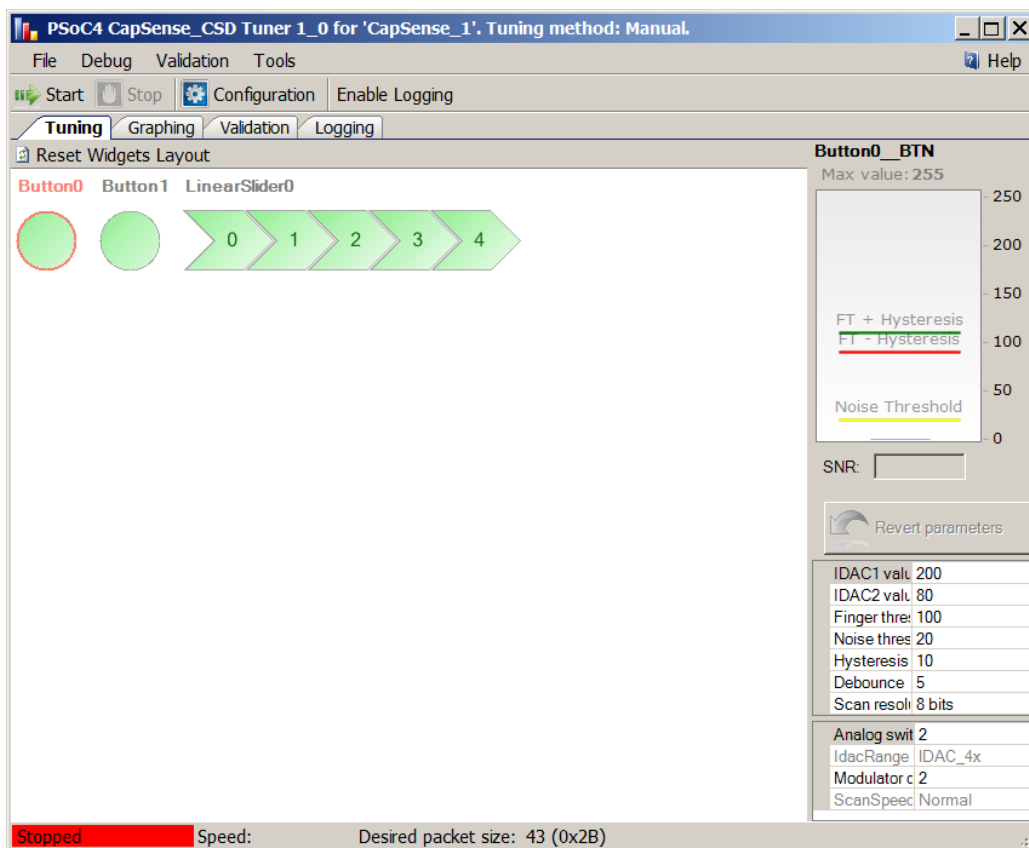 PSoC4 CapSense_CSD Tuner 1_0 for 'CapSense_1'. Tuning method: Manual.
File Debug Validation Tools Help
Start Stop Configuration Enable Logging
Tuning Graphing Validation Logging
Reset Widgets Layout
Button0 Button1 LinearSlider0
0 1 2 3 4
Button0__BTN
Max value: 255
250
200
150
FT + Hysteresis
FT - Hysteresis
100
50
Noise Threshold
0
SNR:
Revert parameters
IDAC1 valu 200
IDAC2 valu 80
Finger thre: 100
Noise thres 20
Hysteresis 10
Debounce 5
Scan resolu 8 bits
Analog swit 2
IdacRange IDAC_4x
Modulator c 2
ScanSpeed Normal
Stopped Speed: Desired packet size: 43 (0x2B)